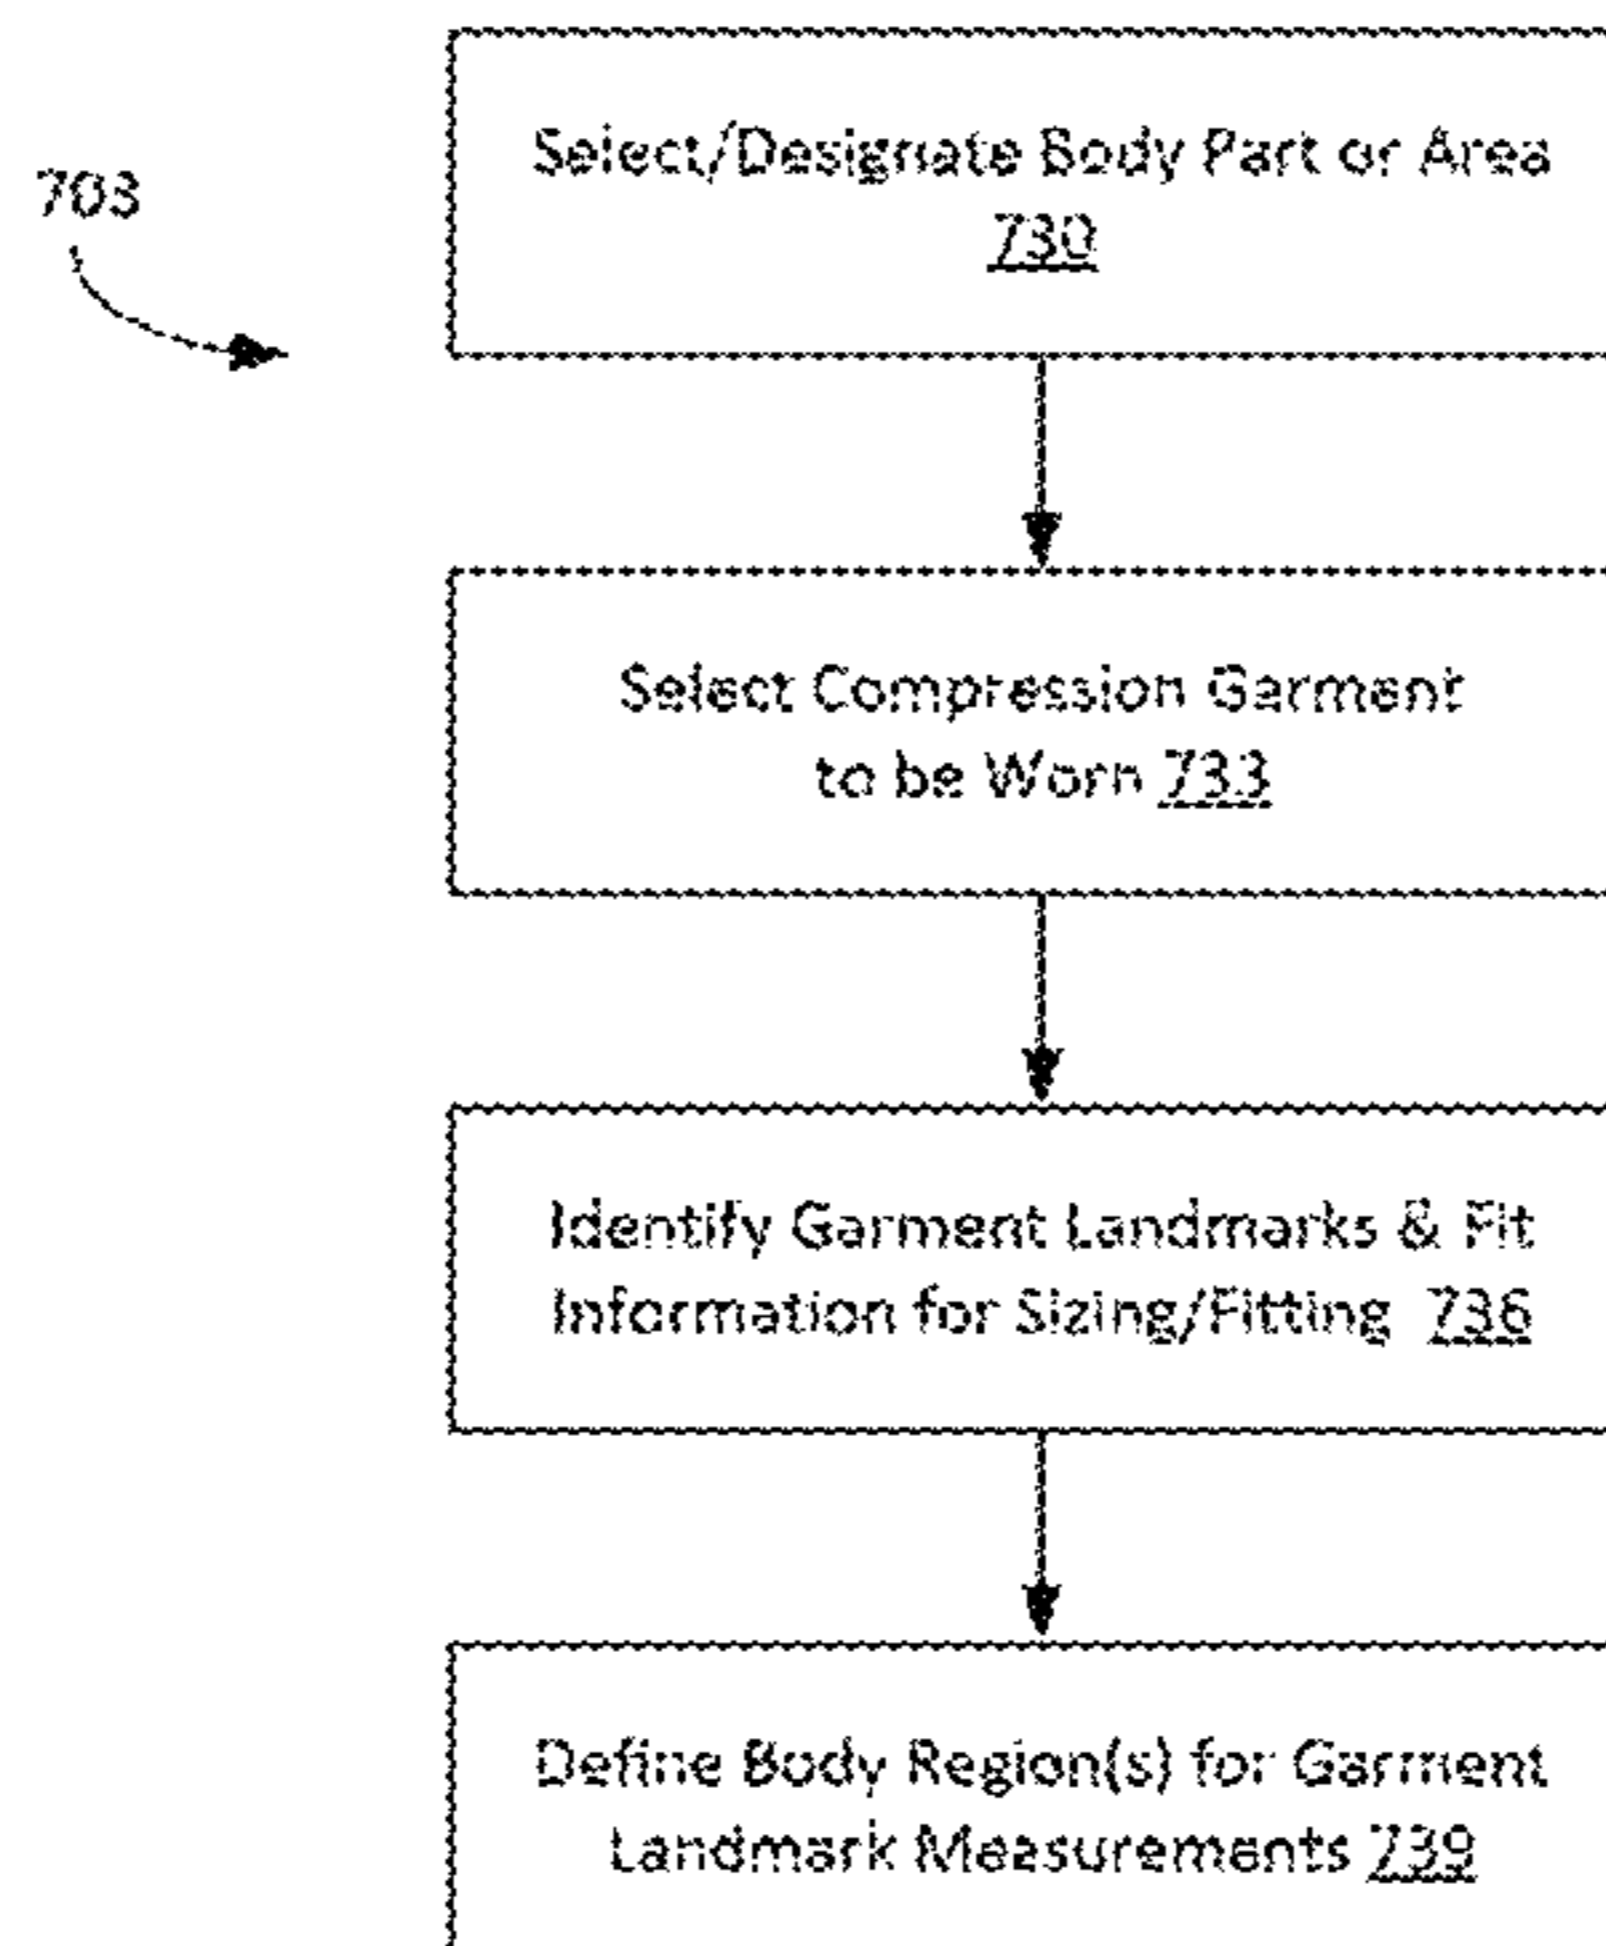 703
Select/Designate Body Part or Area
730
Select Compression Garment
to be Worn 733
Identify Garment Landmarks & Fit
Information for Sizing/Fitting 736
Define Body Region(s) for Garment
Landmark Measurements 739